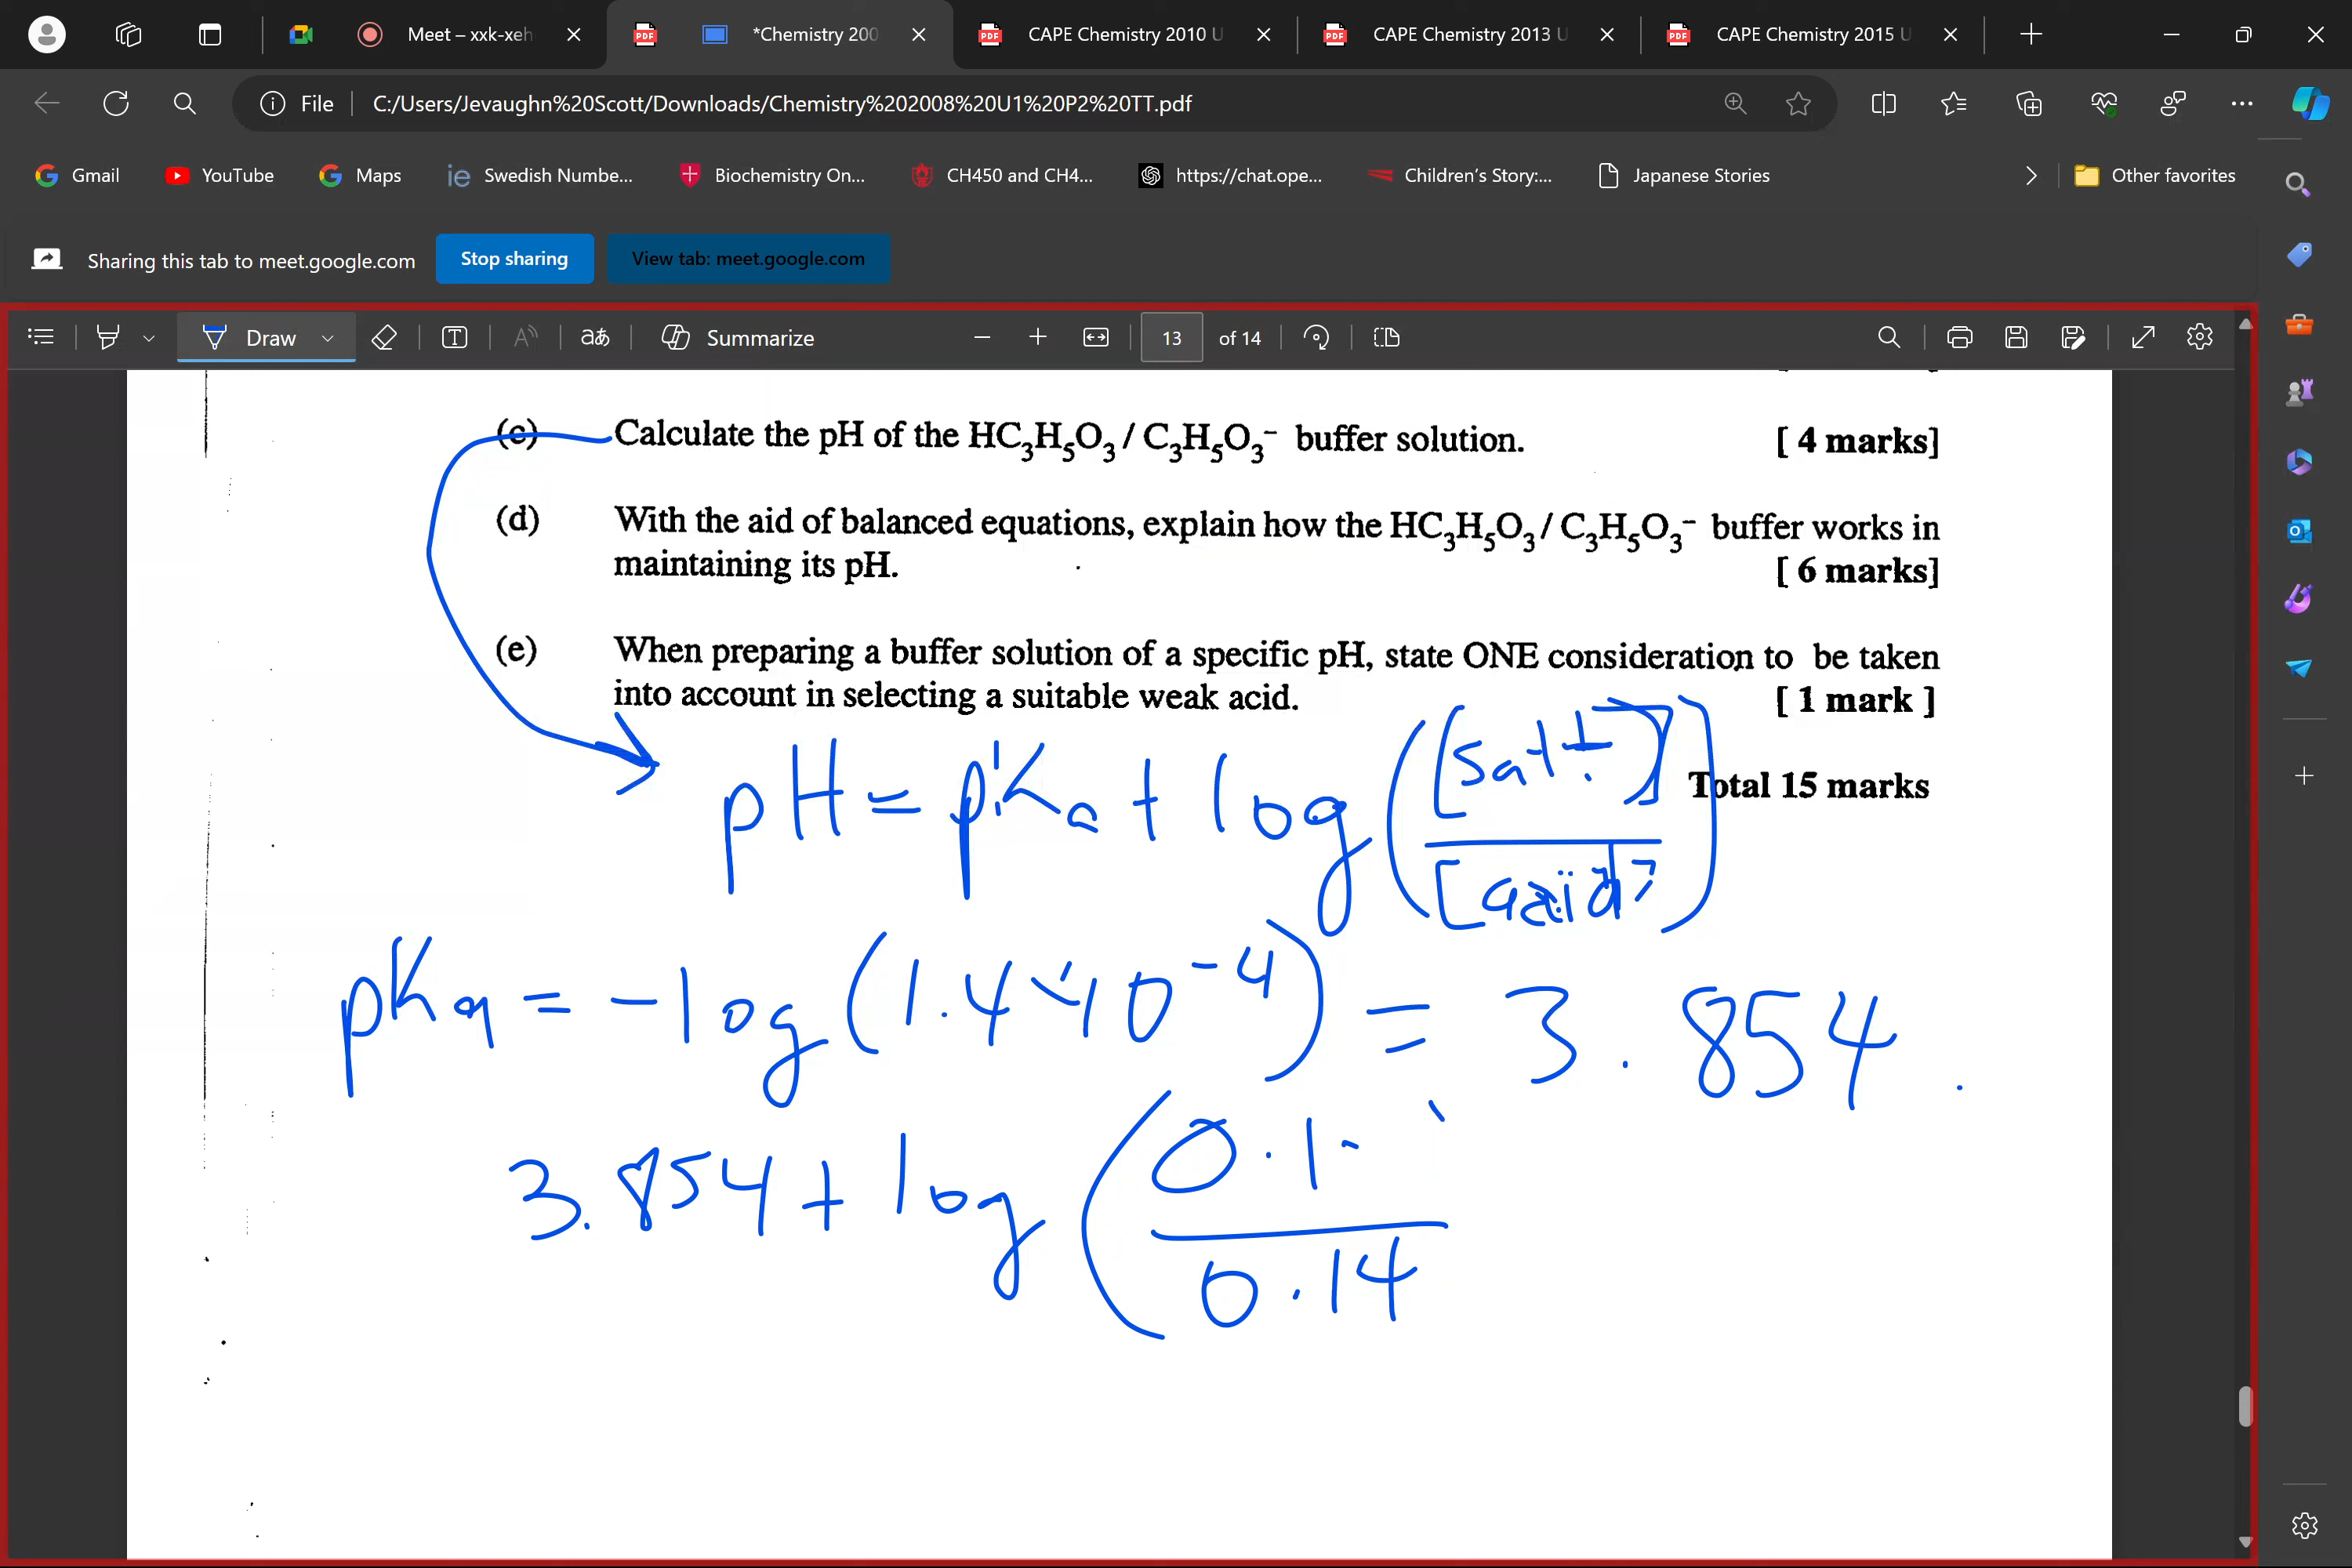 Meet – xxk-xeh
*Chemistry 200
CAPE Chemistry 2010 U
CAPE Chemistry 2013 U
CAPE Chemistry 2015 U
File
C:/Users/Jevaughn%20Scott/Downloads/Chemistry%202008%20U1%20P2%20TT.pdf
Gmail
YouTube
Maps
Swedish Numbe...
Biochemistry On...
CH450 and CH4...
https://chat.ope...
Children's Story:...
Japanese Stories
Other favorites
Sharing this tab to meet.google.com
Stop sharing
View tab: meet.google.com
Draw
Summarize
13 of 14
(c) Calculate the pH of the HC₃H₅O₃ / C₃H₅O₃⁻ buffer solution. [ 4 marks]
(d) With the aid of balanced equations, explain how the HC₃H₅O₃ / C₃H₅O₃⁻ buffer works in
maintaining its pH. [ 6 marks]
(e) When preparing a buffer solution of a specific pH, state ONE consideration to be taken
into account in selecting a suitable weak acid. [ 1 mark ]
Total 15 marks
pH = pKa + log ([salt] / [acid])
pKa = -log (1.4 × 10⁻⁴) = 3.854
3.854 + log (0.1 / 0.14